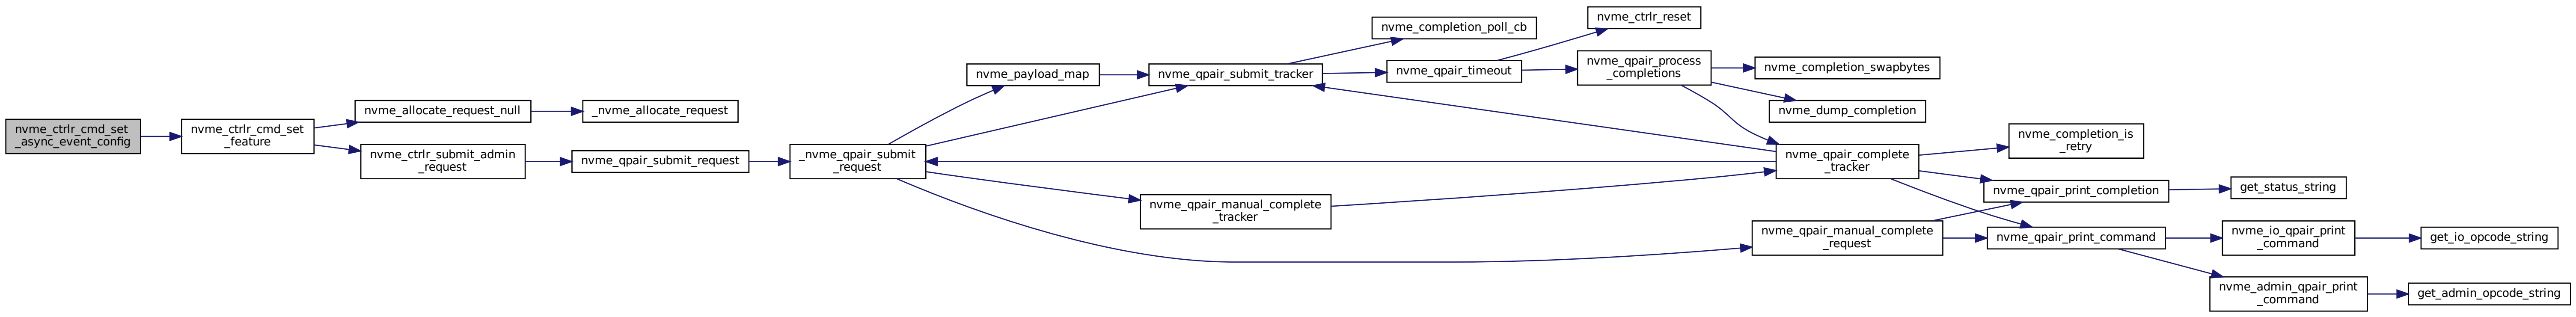 nvme_ctrlr_cmd_set
_async_event_config
nvme_ctrlr_cmd_set
_feature
nvme_allocate_request_null
_nvme_allocate_request
nvme_ctrlr_submit_admin
_request
nvme_qpair_submit_request
_nvme_qpair_submit
_request
nvme_payload_map
nvme_qpair_submit_tracker
nvme_completion_poll_cb
nvme_qpair_timeout
nvme_ctrlr_reset
nvme_qpair_process
_completions
nvme_completion_swapbytes
nvme_dump_completion
nvme_qpair_manual_complete
_tracker
nvme_qpair_complete
_tracker
nvme_completion_is
_retry
nvme_qpair_print_completion
get_status_string
nvme_qpair_manual_complete
_request
nvme_qpair_print_command
nvme_io_qpair_print
_command
get_io_opcode_string
nvme_admin_qpair_print
_command
get_admin_opcode_string